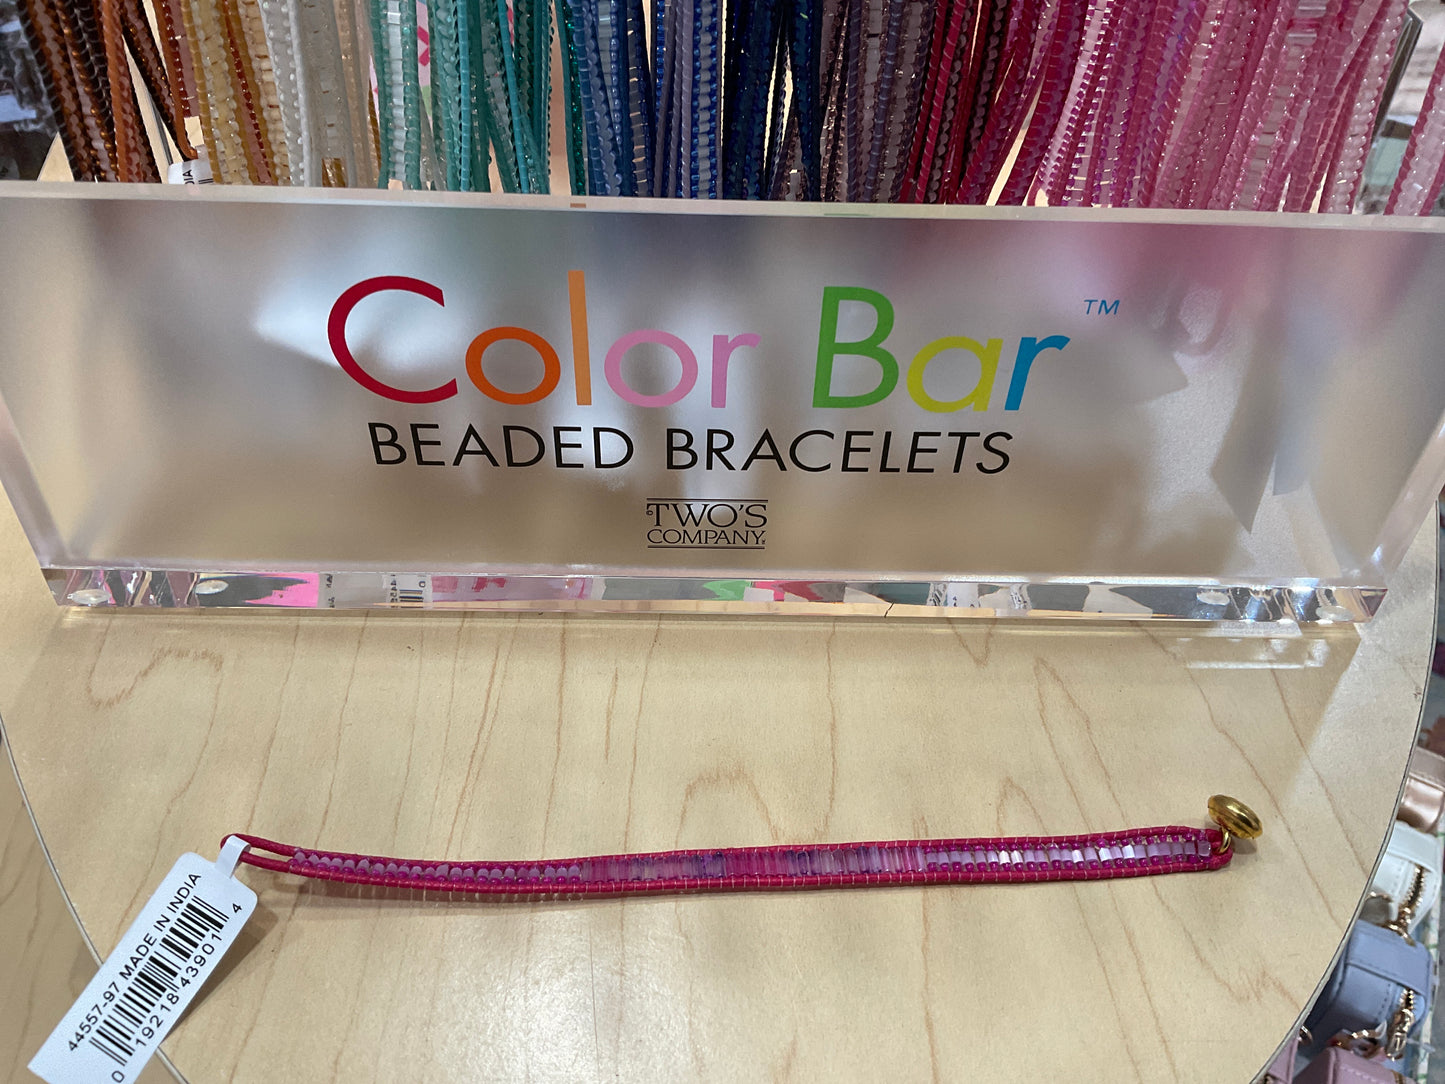 Color Bar™
BEADED BRACELETS
TWO'S
COMPANY
44557-97 MADE IN INDIA
0 19218 43901 4